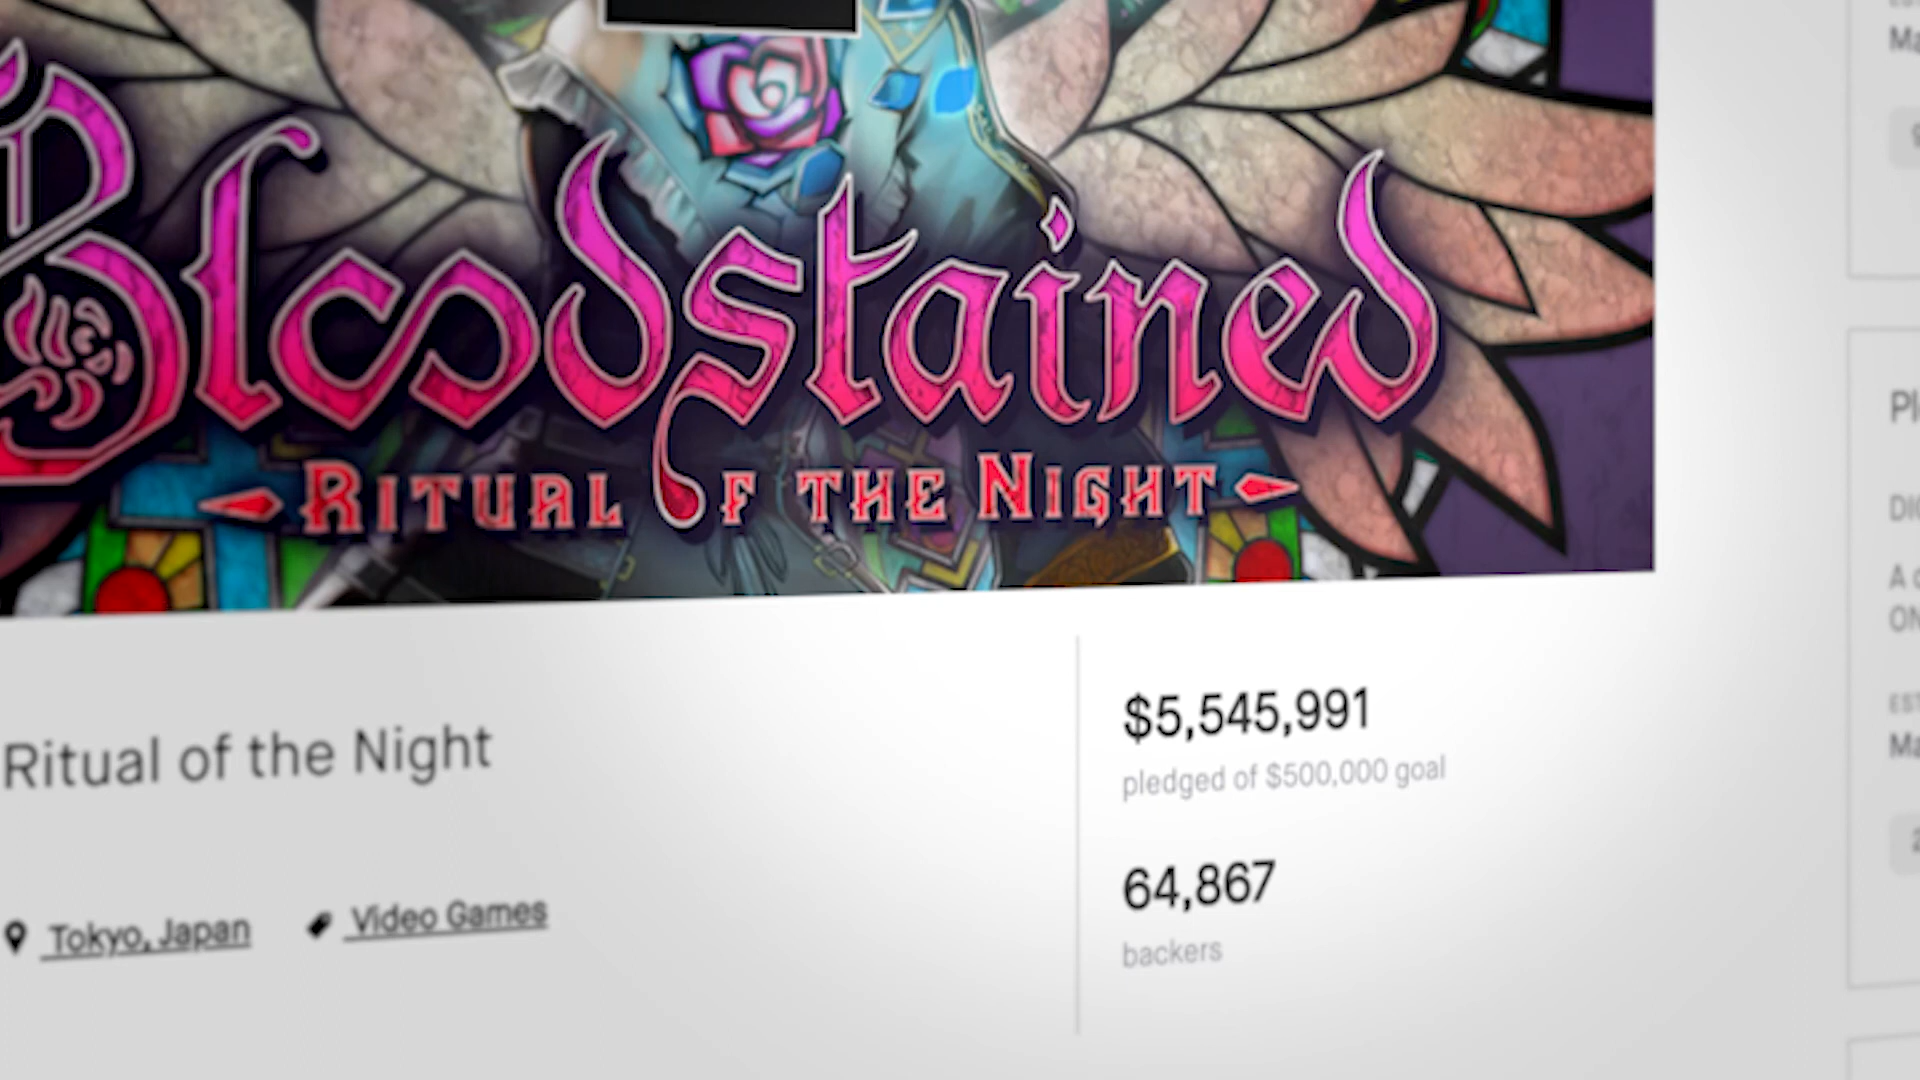 Bloodstained
RITUAL OF THE NIGHT
Ritual of the Night
Tokyo, Japan
Video Games
$5,545,991
pledged of $500,000 goal
64,867
backers